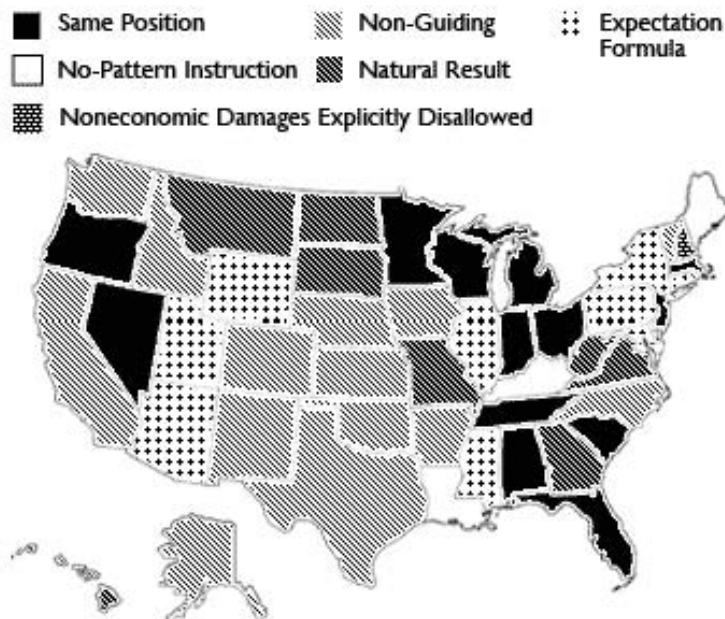 Same Position
Non-Guiding
Expectation
Formula
No-Pattern Instruction
Natural Result
Noneconomic Damages Explicitly Disallowed